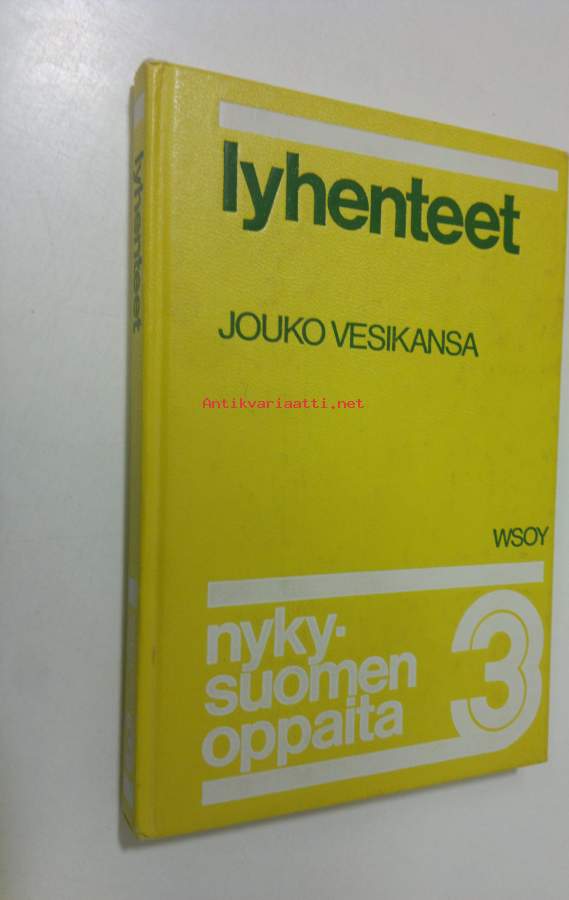 lyhenteet
lyhenteet
JOUKO VESIKANSA
Antikvariaatti.net
WSOY
nyky-
suomen
oppaita
3